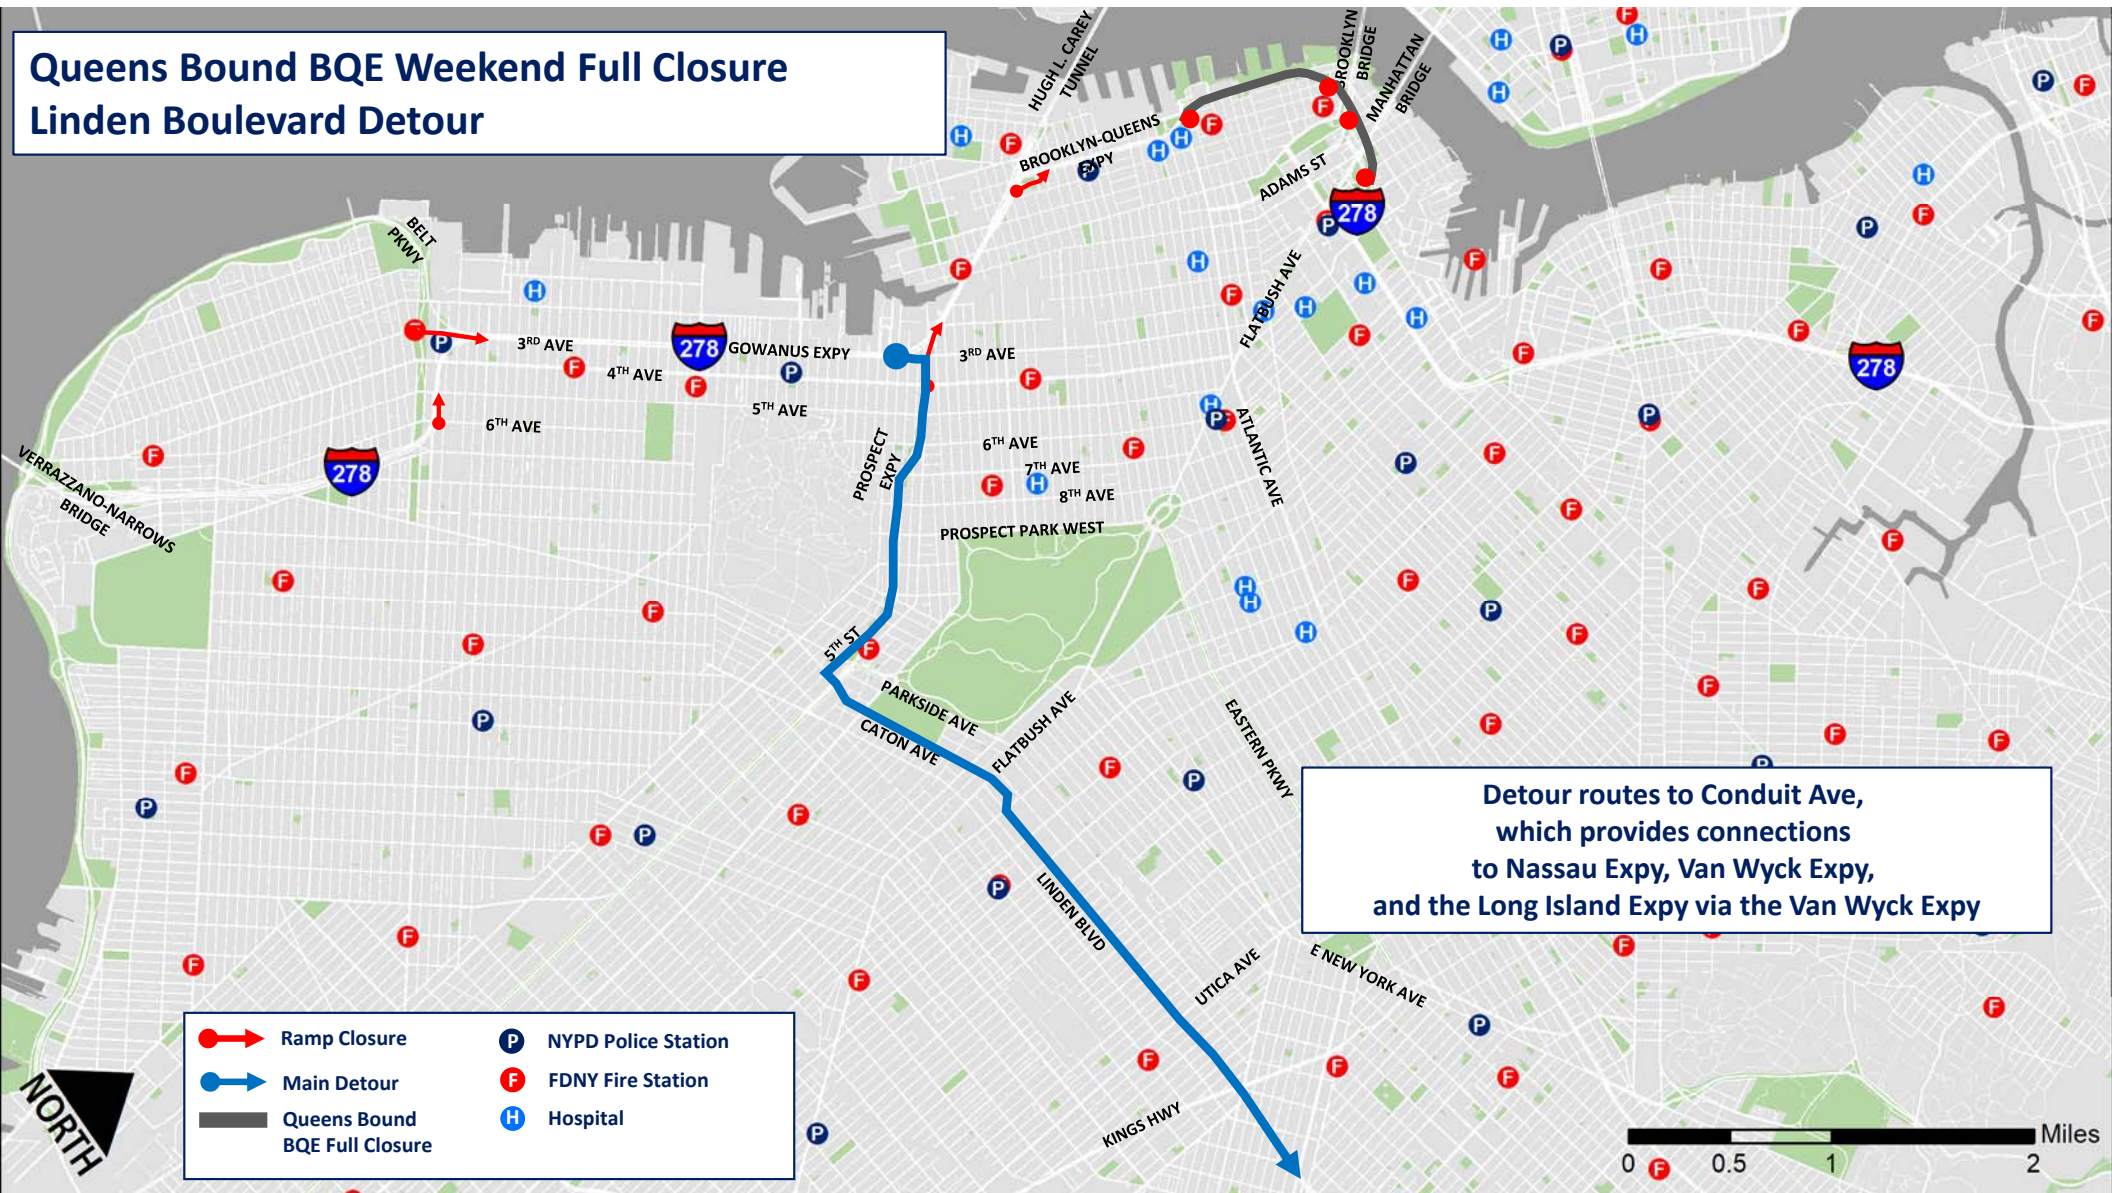 Queens Bound BQE Weekend Full Closure
Linden Boulevard Detour
HUGH L. CAREY
TUNNEL
BROOKLYN
BRIDGE
MANHATTAN
BRIDGE
BROOKLYN-QUEENS
EXPY
ADAMS ST
278
BELT
PKWY
FLATBUSH AVE
3RD AVE
278
GOWANUS EXPY
3RD AVE
278
4TH AVE
5TH AVE
6TH AVE
PROSPECT
EXPY
6TH AVE
7TH AVE
8TH AVE
ATLANTIC AVE
278
VERRAZZANO-NARROWS
BRIDGE
PROSPECT PARK WEST
5TH ST
PARKSIDE AVE
CATON AVE
FLATBUSH AVE
EASTERN PKWY
Detour routes to Conduit Ave,
which provides connections
to Nassau Expy, Van Wyck Expy,
and the Long Island Expy via the Van Wyck Expy
LINDEN BLVD
UTICA AVE
E NEW YORK AVE
KINGS HWY
NORTH
Ramp Closure
Main Detour
Queens Bound
BQE Full Closure
P NYPD Police Station
F FDNY Fire Station
H Hospital
Miles
0 0.5 1 2